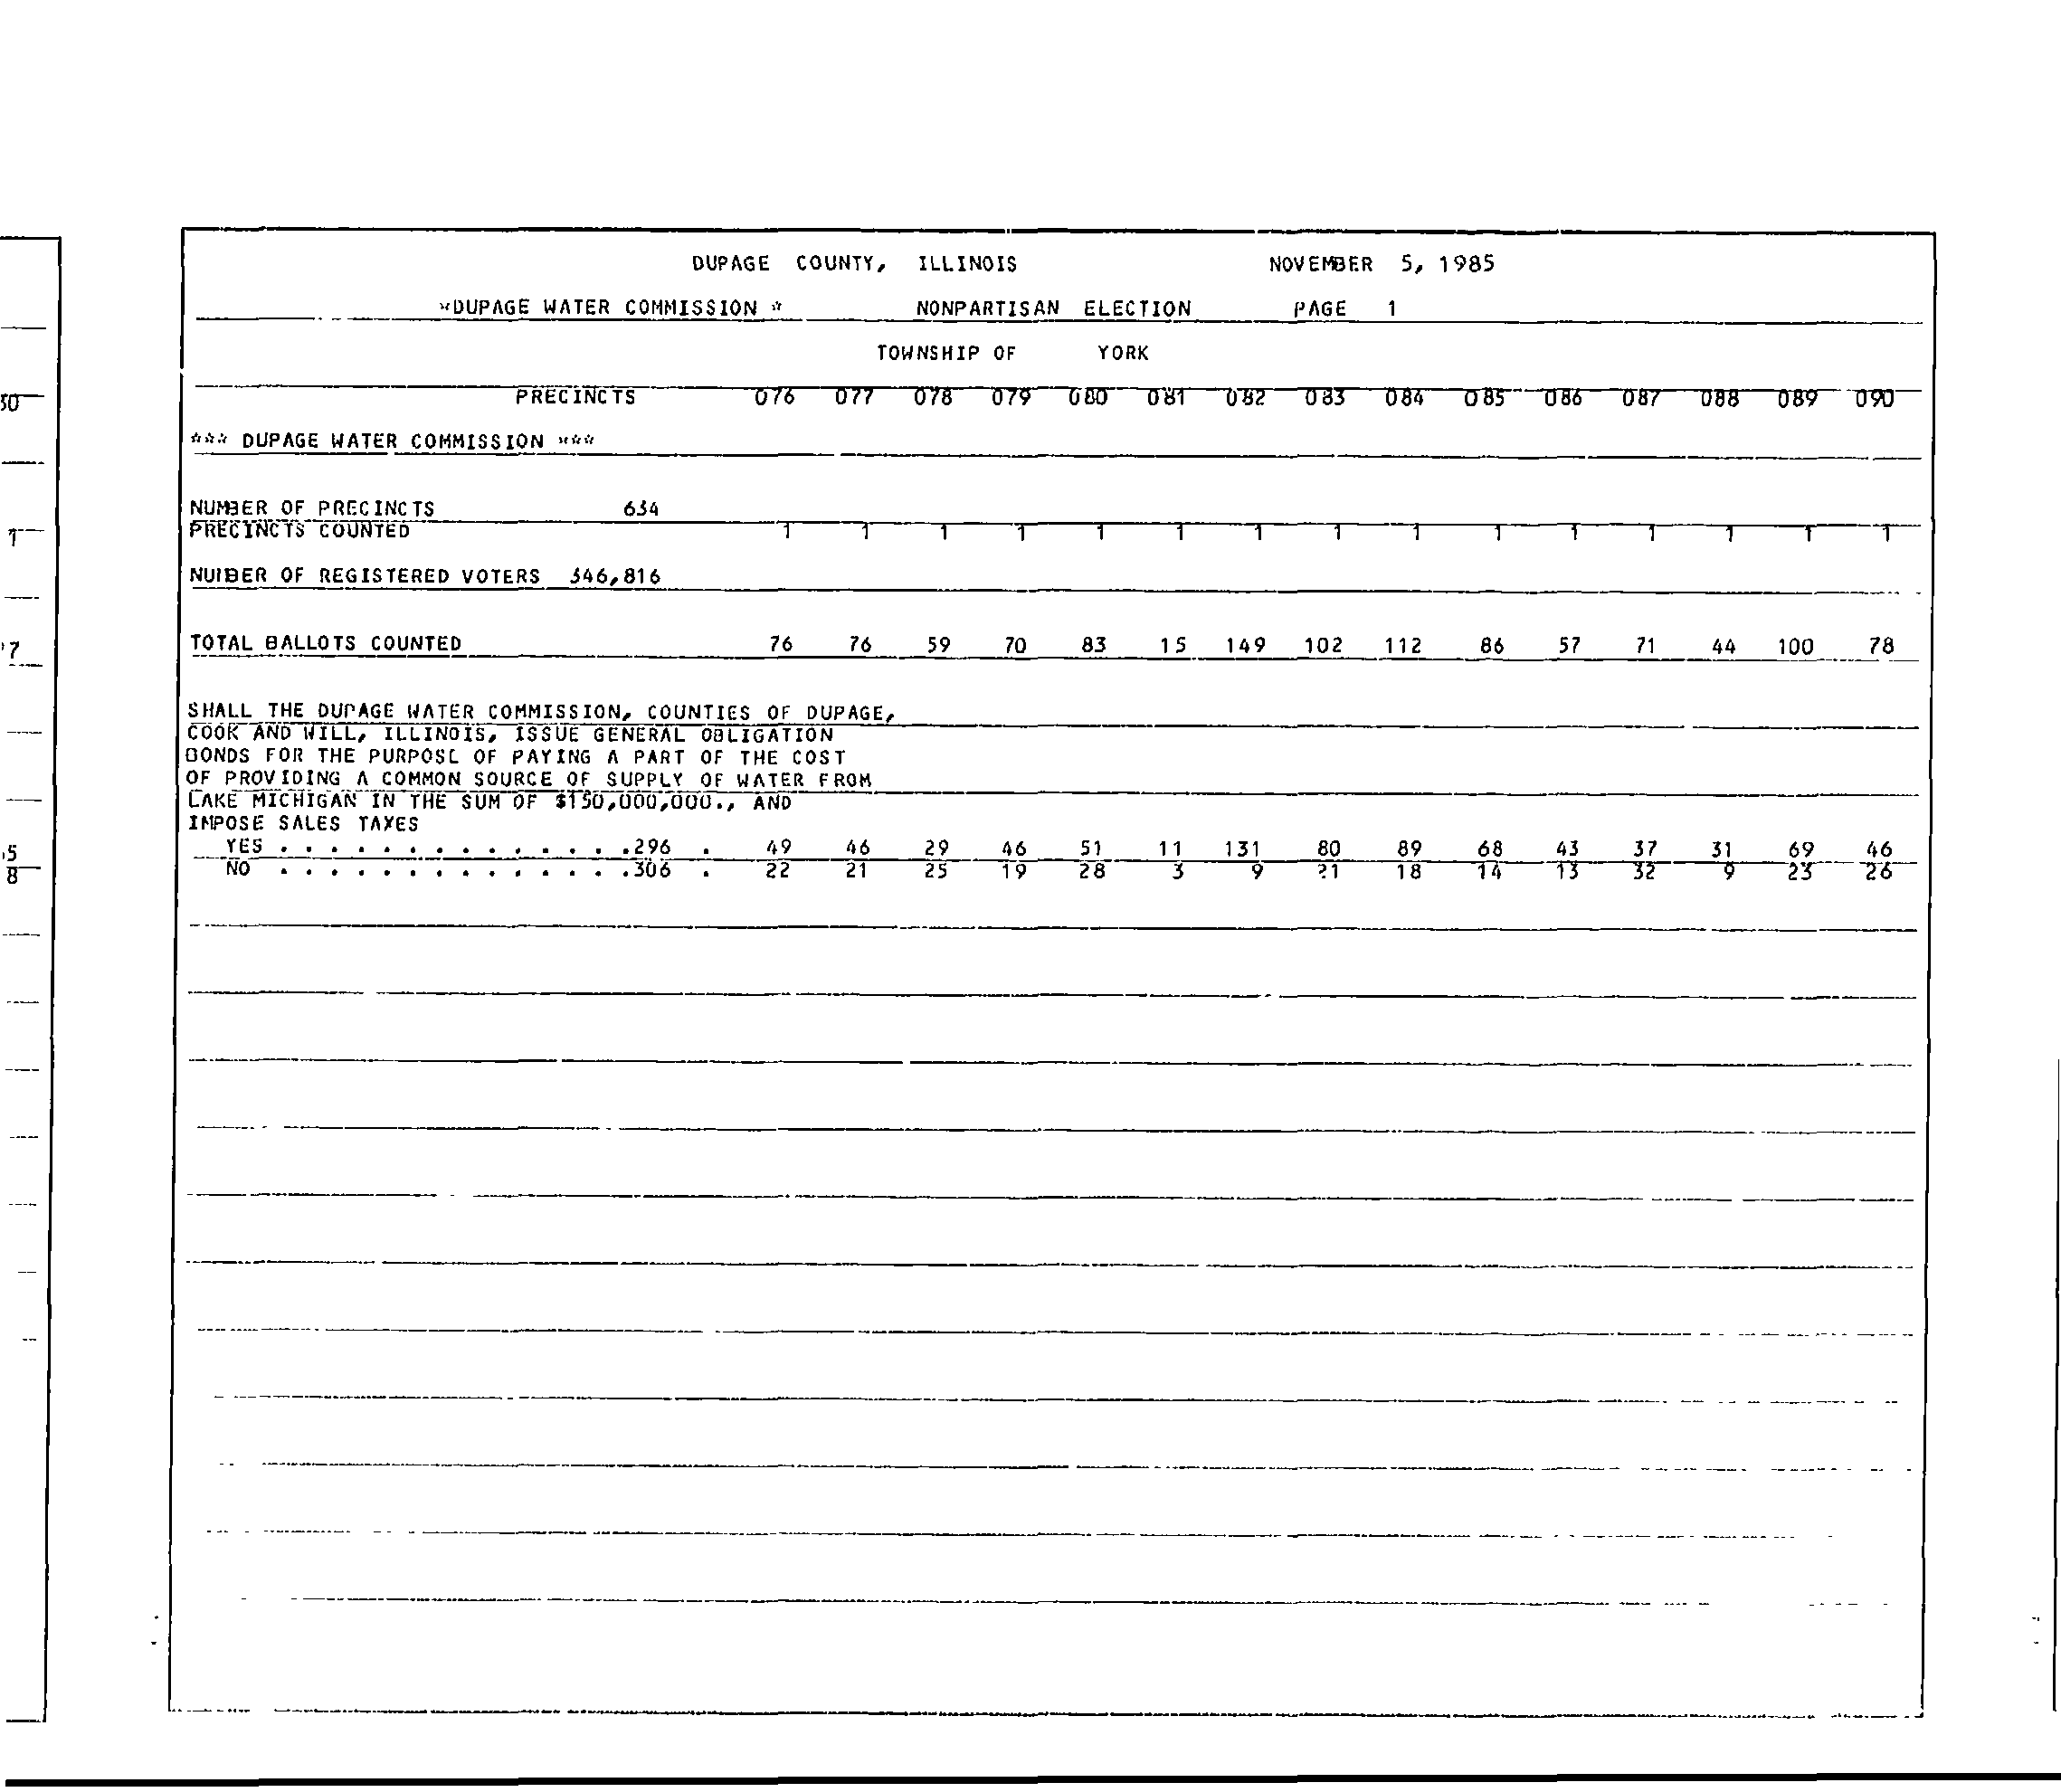 DUPAGE COUNTY, ILLINOIS NOVEMBER 5, 1985
*DUPAGE WATER COMMISSION * NONPARTISAN ELECTION PAGE 1
TOWNSHIP OF YORK
PRECINCTS 076 077 078 079 080 081 082 083 084 085 086 087 088 089 090
*** DUPAGE WATER COMMISSION ***
NUMBER OF PRECINCTS 634
PRECINCTS COUNTED 1 1 1 1 1 1 1 1 1 1 1 1 1 1 1
NUMBER OF REGISTERED VOTERS 346,816
TOTAL BALLOTS COUNTED 76 76 59 70 83 15 149 102 112 86 57 71 44 100 78
SHALL THE DUPAGE WATER COMMISSION, COUNTIES OF DUPAGE,
COOK AND WILL, ILLINOIS, ISSUE GENERAL OBLIGATION
BONDS FOR THE PURPOSE OF PAYING A PART OF THE COST
OF PROVIDING A COMMON SOURCE OF SUPPLY OF WATER FROM
LAKE MICHIGAN IN THE SUM OF $150,000,000., AND
IMPOSE SALES TAXES
YES . . . . . . . . . . . . . .296 . 49 46 29 46 51 11 131 80 89 68 43 37 31 69 46
NO . . . . . . . . . . . . . .306 . 22 21 25 19 28 3 9 21 18 14 13 32 9 23 26